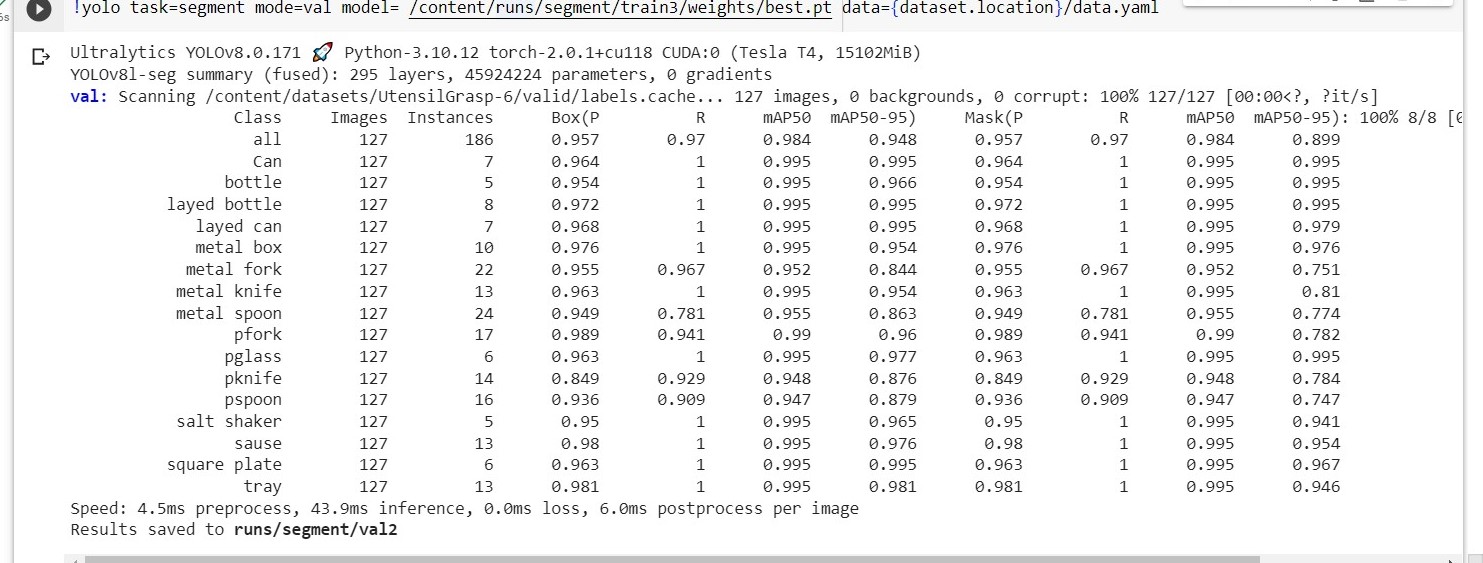 !yolo task=segment mode=val model= /content/runs/segment/train3/weights/best.pt data={dataset.location}/data.yaml
Ultralytics YOLOv8.0.171 🚀 Python-3.10.12 torch-2.0.1+cu118 CUDA:0 (Tesla T4, 15102MiB)
YOLOv8l-seg summary (fused): 295 layers, 45924224 parameters, 0 gradients
val: Scanning /content/datasets/UtensilGrasp-6/valid/labels.cache... 127 images, 0 backgrounds, 0 corrupt: 100% 127/127 [00:00<?, ?it/s]
Class Images Instances Box(P R mAP50 mAP50-95) Mask(P R mAP50 mAP50-95): 100% 8/8 [
all 127 186 0.957 0.97 0.984 0.948 0.957 0.97 0.984 0.899
Can 127 7 0.964 1 0.995 0.995 0.964 1 0.995 0.995
bottle 127 5 0.954 1 0.995 0.966 0.954 1 0.995 0.995
layed bottle 127 8 0.972 1 0.995 0.995 0.972 1 0.995 0.995
layed can 127 7 0.968 1 0.995 0.995 0.968 1 0.995 0.979
metal box 127 10 0.976 1 0.995 0.954 0.976 1 0.995 0.976
metal fork 127 22 0.955 0.967 0.952 0.844 0.955 0.967 0.952 0.751
metal knife 127 13 0.963 1 0.995 0.954 0.963 1 0.995 0.81
metal spoon 127 24 0.949 0.781 0.955 0.863 0.949 0.781 0.955 0.774
pfork 127 17 0.989 0.941 0.99 0.96 0.989 0.941 0.99 0.782
pglass 127 6 0.963 1 0.995 0.977 0.963 1 0.995 0.995
pknife 127 14 0.849 0.929 0.948 0.876 0.849 0.929 0.948 0.784
pspoon 127 16 0.936 0.909 0.947 0.879 0.936 0.909 0.947 0.747
salt shaker 127 5 0.95 1 0.995 0.965 0.95 1 0.995 0.941
sause 127 13 0.98 1 0.995 0.976 0.98 1 0.995 0.954
square plate 127 6 0.963 1 0.995 0.995 0.963 1 0.995 0.967
tray 127 13 0.981 1 0.995 0.981 0.981 1 0.995 0.946
Speed: 4.5ms preprocess, 43.9ms inference, 0.0ms loss, 6.0ms postprocess per image
Results saved to runs/segment/val2